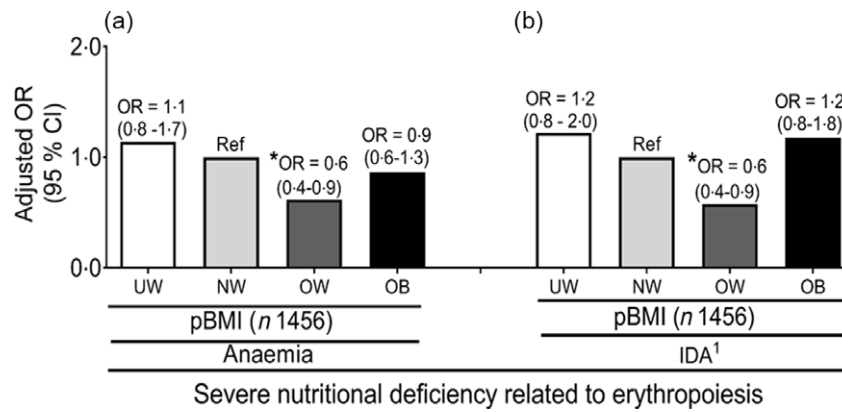 (a)
(b)
Adjusted OR
(95 % CI)
2·0
1·0
0·0
OR = 1·1
(0·8 -1·7)
Ref
*OR = 0·6
(0·4-0·9)
OR = 0·9
(0·6-1·3)
UW NW OW OB
pBMI (n 1456)
Anaemia
OR = 1·2
(0·8 - 2·0)
Ref
*OR = 0·6
(0·4-0·9)
OR = 1·2
(0·8-1·8)
UW NW OW OB
pBMI (n 1456)
IDA¹
Severe nutritional deficiency related to erythropoiesis